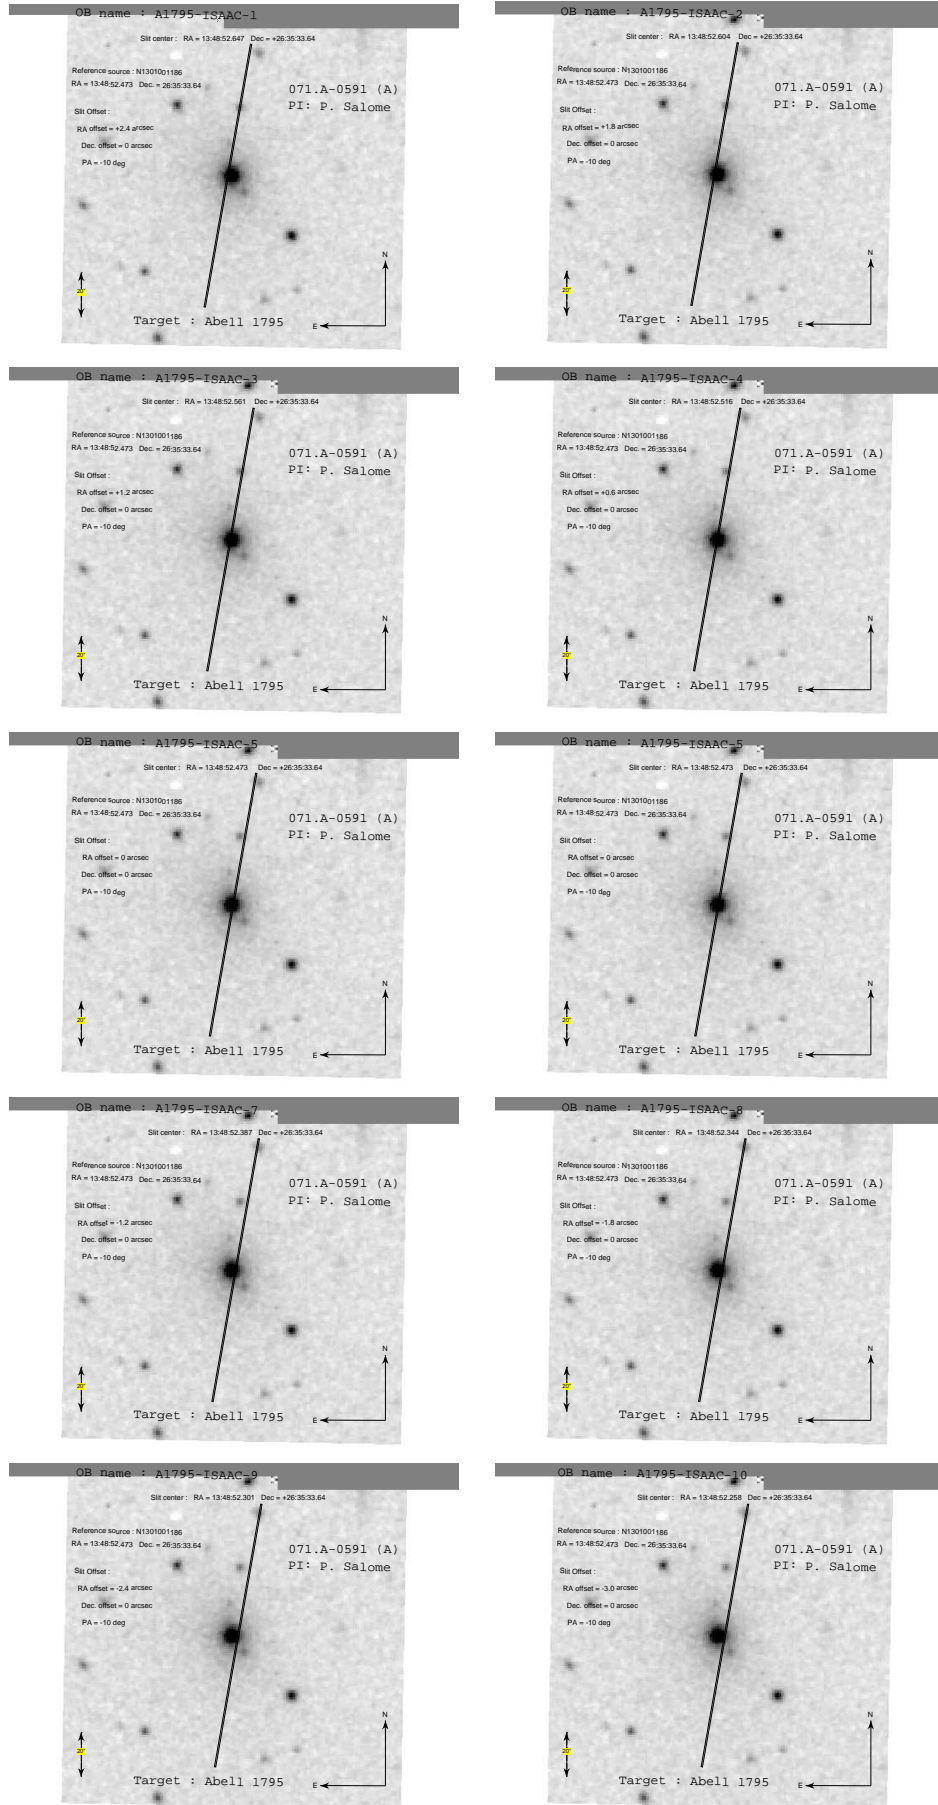 OB name : A1795-ISAAC-1
Slit center : RA = 13:48:52.647 Dec = +26:35:33.64
Reference source : N1301001186
RA = 13:48:52.473 Dec. = 26:35:33.64
071.A-0591 (A)
PI: P. Salome
Slit Offset :
RA offset = +2.4 arcsec
Dec. offset = 0 arcsec
PA = -10 deg
N
20"
E
Target : Abell 1795
OB name : A1795-ISAAC-2
Slit center : RA = 13:48:52.604 Dec = +26:35:33.64
Reference source : N1301001186
RA = 13:48:52.473 Dec. = 26:35:33.64
071.A-0591 (A)
PI: P. Salome
Slit Offset :
RA offset = +1.8 arcsec
Dec. offset = 0 arcsec
PA = -10 deg
N
20"
E
Target : Abell 1795
OB name : A1795-ISAAC-3
Slit center : RA = 13:48:52.561 Dec = +26:35:33.64
Reference source : N1301001186
RA = 13:48:52.473 Dec. = 26:35:33.64
071.A-0591 (A)
PI: P. Salome
Slit Offset :
RA offset = +1.2 arcsec
Dec. offset = 0 arcsec
PA = -10 deg
N
20"
E
Target : Abell 1795
OB name : A1795-ISAAC-4
Slit center : RA = 13:48:52.516 Dec = +26:35:33.64
Reference source : N1301001186
RA = 13:48:52.473 Dec. = 26:35:33.64
071.A-0591 (A)
PI: P. Salome
Slit Offset :
RA offset = +0.6 arcsec
Dec. offset = 0 arcsec
PA = -10 deg
N
20"
E
Target : Abell 1795
OB name : A1795-ISAAC-5
Slit center : RA = 13:48:52.473 Dec = +26:35:33.64
Reference source : N1301001186
RA = 13:48:52.473 Dec. = 26:35:33.64
071.A-0591 (A)
PI: P. Salome
Slit Offset :
RA offset = 0 arcsec
Dec. offset = 0 arcsec
PA = -10 deg
N
20"
E
Target : Abell 1795
OB name : A1795-ISAAC-5
Slit center : RA = 13:48:52.473 Dec = +26:35:33.64
Reference source : N1301001186
RA = 13:48:52.473 Dec. = 26:35:33.64
071.A-0591 (A)
PI: P. Salome
Slit Offset :
RA offset = 0 arcsec
Dec. offset = 0 arcsec
PA = -10 deg
N
20"
E
Target : Abell 1795
OB name : A1795-ISAAC-7
Slit center : RA = 13:48:52.387 Dec = +26:35:33.64
Reference source : N1301001186
RA = 13:48:52.473 Dec. = 26:35:33.64
071.A-0591 (A)
PI: P. Salome
Slit Offset :
RA offset = -1.2 arcsec
Dec. offset = 0 arcsec
PA = -10 deg
N
20"
E
Target : Abell 1795
OB name : A1795-ISAAC-8
Slit center : RA = 13:48:52.344 Dec = +26:35:33.64
Reference source : N1301001186
RA = 13:48:52.473 Dec. = 26:35:33.64
071.A-0591 (A)
PI: P. Salome
Slit Offset :
RA offset = -1.8 arcsec
Dec. offset = 0 arcsec
PA = -10 deg
N
20"
E
Target : Abell 1795
OB name : A1795-ISAAC-9
Slit center : RA = 13:48:52.301 Dec = +26:35:33.64
Reference source : N1301001186
RA = 13:48:52.473 Dec. = 26:35:33.64
071.A-0591 (A)
PI: P. Salome
Slit Offset :
RA offset = -2.4 arcsec
Dec. offset = 0 arcsec
PA = -10 deg
N
20"
E
Target : Abell 1795
OB name : A1795-ISAAC-10
Slit center : RA = 13:48:52.258 Dec = +26:35:33.64
Reference source : N1301001186
RA = 13:48:52.473 Dec. = 26:35:33.64
071.A-0591 (A)
PI: P. Salome
Slit Offset :
RA offset = -3.0 arcsec
Dec. offset = 0 arcsec
PA = -10 deg
N
20"
E
Target : Abell 1795